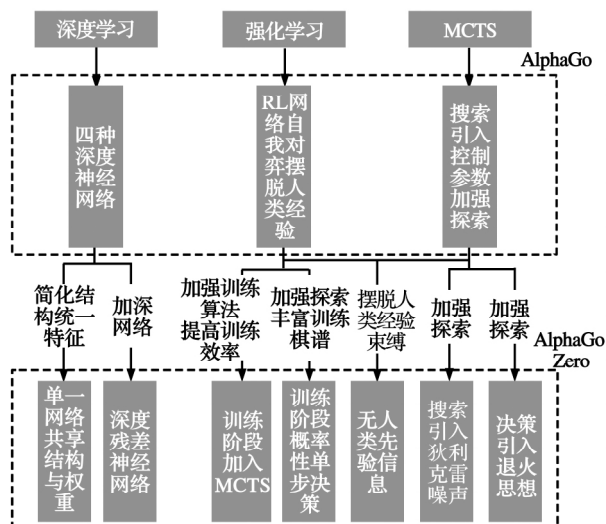 深度学习
强化学习
MCTS
AlphaGo
四种
深度
神经
网络
RL网
络自
我对
弈摆
脱人
类经
验
搜索
引入
控制
参数
加强
探索
简化结
构统一
特征
加深
网络
加强训练
算法
提高训练
效率
加强探索
丰富训练
棋谱
摆脱人
类经验
束缚
加强
探索
加强
探索
AlphaGo
Zero
单一
网络
共享
结构
与权
重
深度
残差
神经
网络
训练
阶段
加入
MCTS
训练
阶段
概率
性单
步决
策
无人
类先
验信
息
搜索
引入
狄利
克雷
噪声
决策
引入
退火
思想